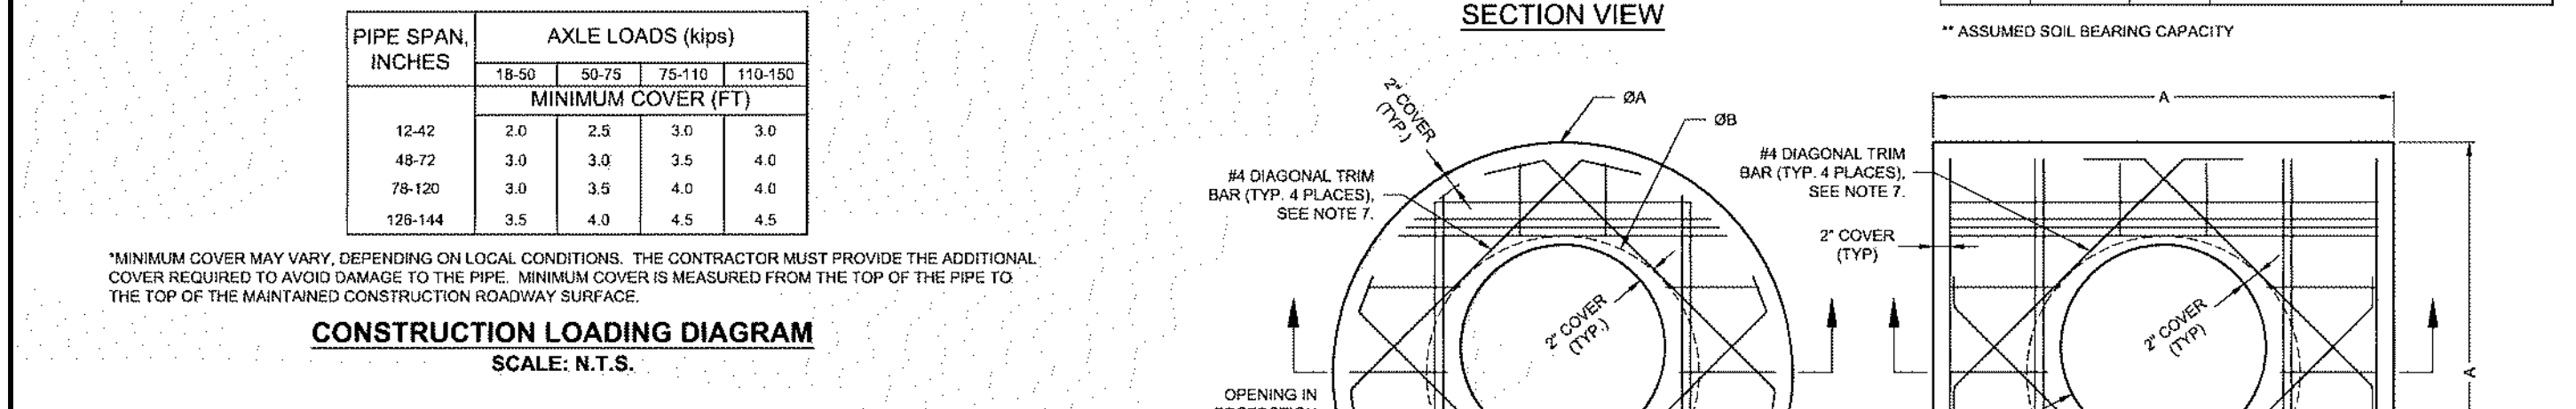 PIPE SPAN, INCHES AXLE LOADS (kips)
18-50 50-75 75-110 110-150
MINIMUM COVER (FT)
12-42 2.0 2.5 3.0 3.0
48-72 3.0 3.0 3.5 4.0
78-120 3.0 3.5 4.0 4.0
126-144 3.5 4.0 4.5 4.5
*MINIMUM COVER MAY VARY, DEPENDING ON LOCAL CONDITIONS. THE CONTRACTOR MUST PROVIDE THE ADDITIONAL
COVER REQUIRED TO AVOID DAMAGE TO THE PIPE. MINIMUM COVER IS MEASURED FROM THE TOP OF THE PIPE TO
THE TOP OF THE MAINTAINED CONSTRUCTION ROADWAY SURFACE.
CONSTRUCTION LOADING DIAGRAM
SCALE: N.T.S.
SECTION VIEW
** ASSUMED SOIL BEARING CAPACITY
2" COVER
(TYP.)
ØA
ØB
#4 DIAGONAL TRIM
BAR (TYP. 4 PLACES),
SEE NOTE 7.
2" COVER
(TYP.)
OPENING IN
A
#4 DIAGONAL TRIM
BAR (TYP. 4 PLACES),
SEE NOTE 7.
2" COVER
(TYP)
2" COVER
(TYP)
A